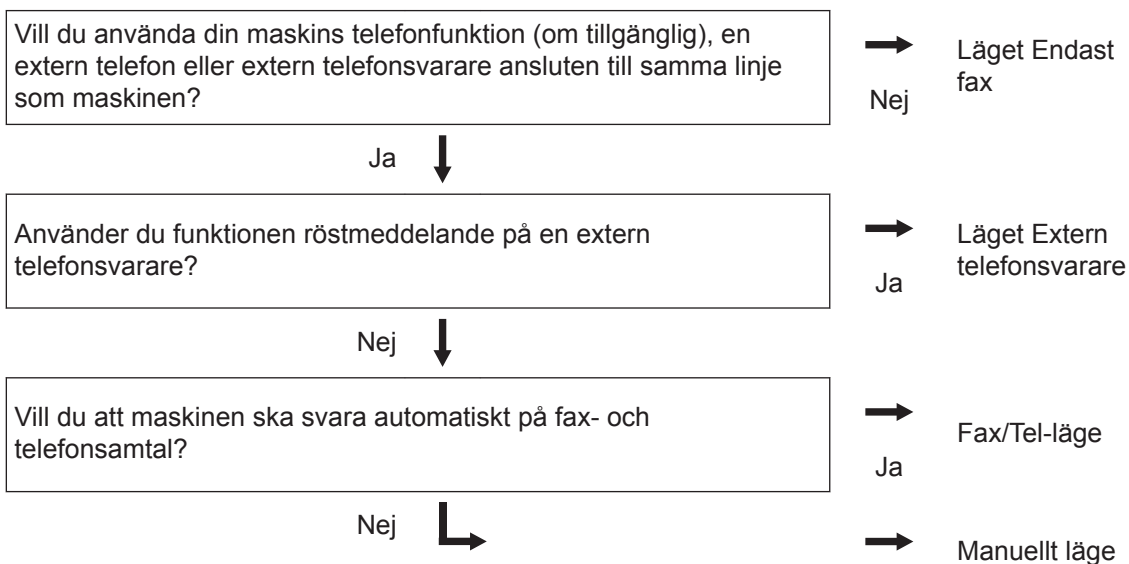 Vill du använda din maskins telefonfunktion (om tillgänglig), en
extern telefon eller extern telefonsvarare ansluten till samma linje
som maskinen?
Läget Endast
fax
Nej
Ja
Använder du funktionen röstmeddelande på en extern
telefonsvarare?
Läget Extern
telefonsvarare
Ja
Nej
Vill du att maskinen ska svara automatiskt på fax- och
telefonsamtal?
Fax/Tel-läge
Ja
Nej
Manuellt läge